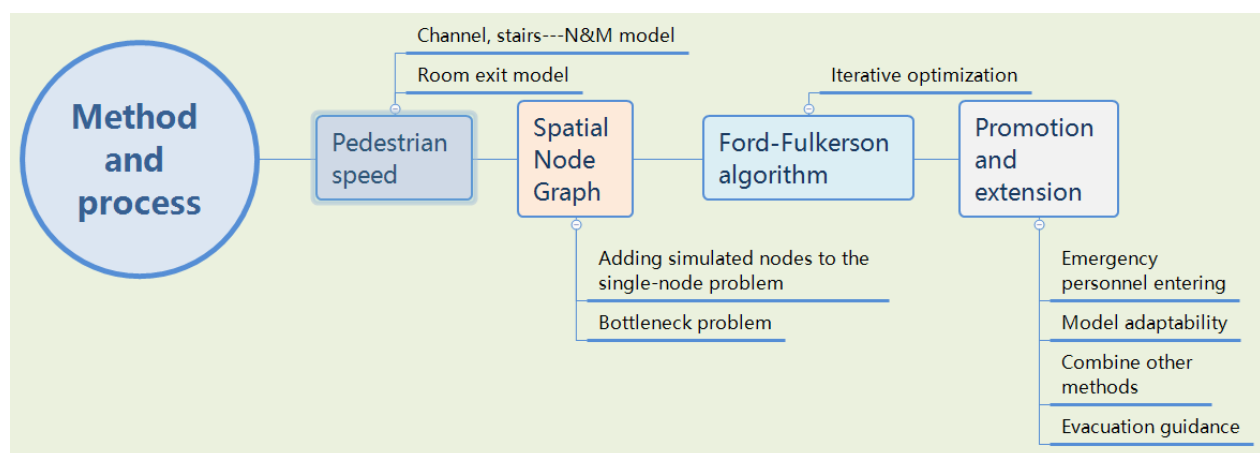 Method
and
process
Channel, stairs---N&M model
Room exit model
Pedestrian
speed
Spatial
Node
Graph
Adding simulated nodes to the
single-node problem
Bottleneck problem
Iterative optimization
Ford-Fulkerson
algorithm
Promotion
and
extension
Emergency
personnel entering
Model adaptability
Combine other
methods
Evacuation guidance